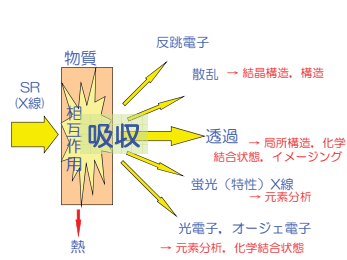 物質
反跳電子
SR
(X線)
散乱 → 結晶構造，構造
相互作用
吸収
透過 → 局所構造，化学
結合状態，イメージング
蛍光（特性）X線
→ 元素分析
光電子，オージェ電子
→ 元素分析，化学結合状態
熱